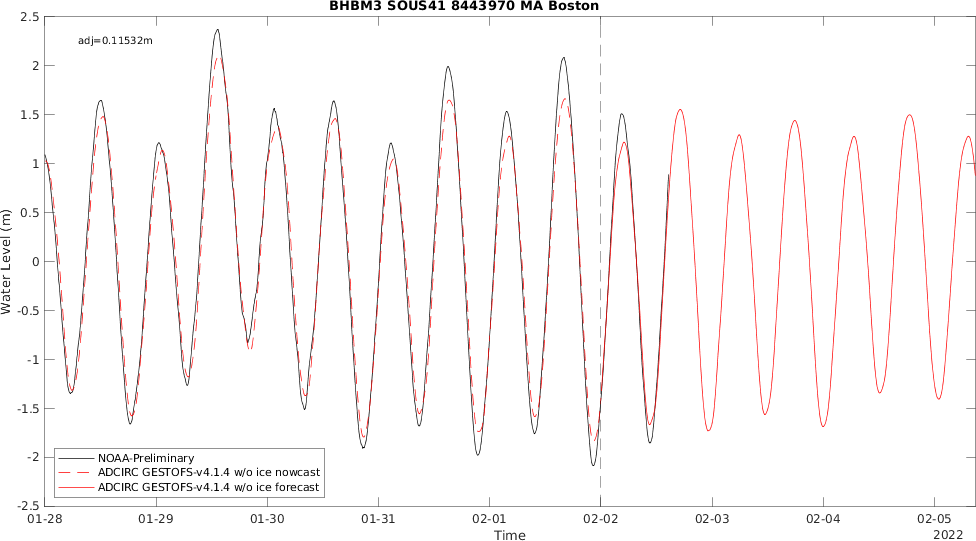 BHBM3 SOUS41 8443970 MA Boston
adj=0.11532m
2.5
2
1.5
1
0.5
0
-0.5
-1
-1.5
-2
-2.5
Water Level (m)
NOAA-Preliminary
ADCIRC GESTOFS-v4.1.4 w/o ice nowcast
ADCIRC GESTOFS-v4.1.4 w/o ice forecast
01-28 01-29 01-30 01-31 02-01 02-02 02-03 02-04 02-05
Time
2022